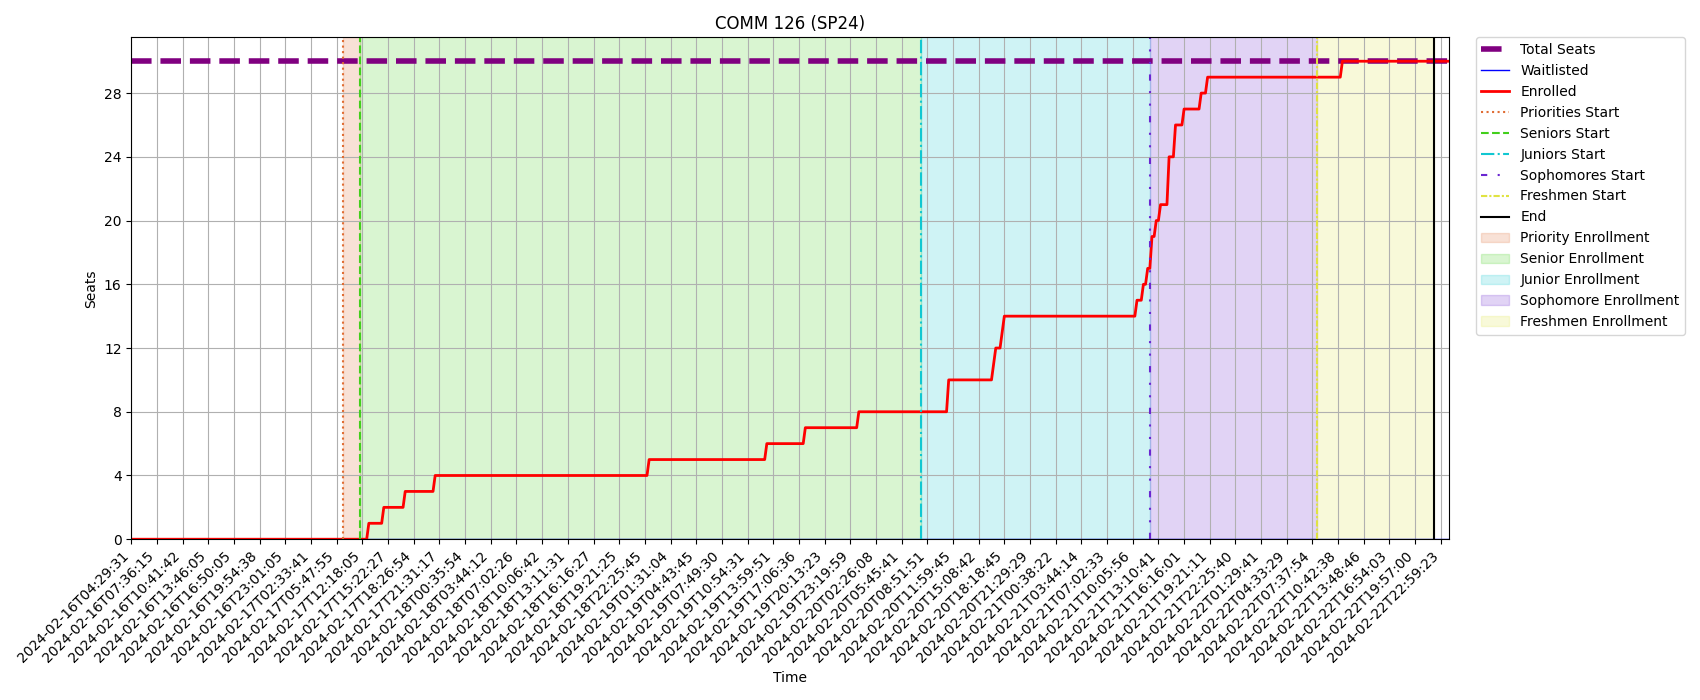 COMM 126 (SP24)
Total Seats
Waitlisted
Enrolled
Priorities Start
Seniors Start
Juniors Start
Sophomores Start
Freshmen Start
End
Priority Enrollment
Senior Enrollment
Junior Enrollment
Sophomore Enrollment
Freshmen Enrollment
Seats
28
24
20
16
12
8
4
0
2024-02-16T04:29:31
2024-02-16T07:36:15
2024-02-16T10:41:42
2024-02-16T13:46:05
2024-02-16T16:50:05
2024-02-16T19:54:38
2024-02-16T23:01:05
2024-02-17T02:33:41
2024-02-17T05:47:55
2024-02-17T12:18:05
2024-02-17T15:22:27
2024-02-17T18:26:54
2024-02-17T21:31:17
2024-02-18T00:35:54
2024-02-18T03:44:12
2024-02-18T07:02:26
2024-02-18T10:06:42
2024-02-18T13:11:31
2024-02-18T16:16:27
2024-02-18T19:21:25
2024-02-18T22:25:45
2024-02-19T01:31:04
2024-02-19T04:43:45
2024-02-19T07:49:30
2024-02-19T10:54:31
2024-02-19T13:59:51
2024-02-19T17:06:36
2024-02-19T20:13:23
2024-02-19T23:19:59
2024-02-20T02:26:08
2024-02-20T05:45:41
2024-02-20T08:51:51
2024-02-20T11:59:45
2024-02-20T15:08:42
2024-02-20T18:18:45
2024-02-20T21:29:29
2024-02-21T00:38:22
2024-02-21T03:44:14
2024-02-21T07:02:33
2024-02-21T10:05:56
2024-02-21T13:10:41
2024-02-21T16:16:01
2024-02-21T19:21:11
2024-02-21T22:25:40
2024-02-22T01:29:41
2024-02-22T04:33:29
2024-02-22T07:37:54
2024-02-22T10:42:38
2024-02-22T13:48:46
2024-02-22T16:54:03
2024-02-22T19:57:00
2024-02-22T22:59:23
Time